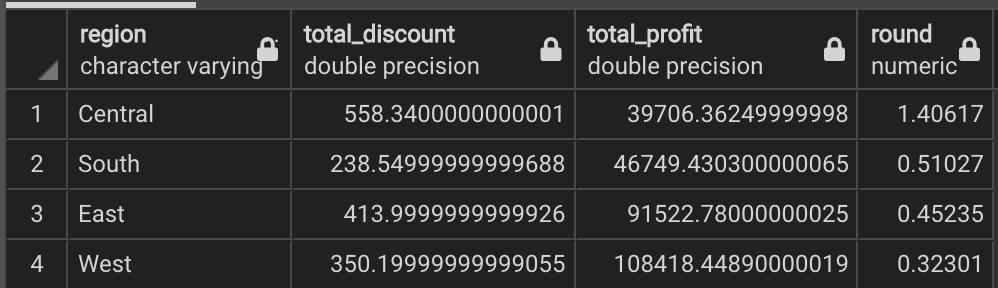 region total_discount total_profit round
character varying double precision double precision numeric
1 Central 558.3400000000001 39706.36249999998 1.40617
2 South 238.54999999999688 46749.430300000065 0.51027
3 East 413.9999999999926 91522.78000000025 0.45235
4 West 350.19999999999055 108418.44890000019 0.32301